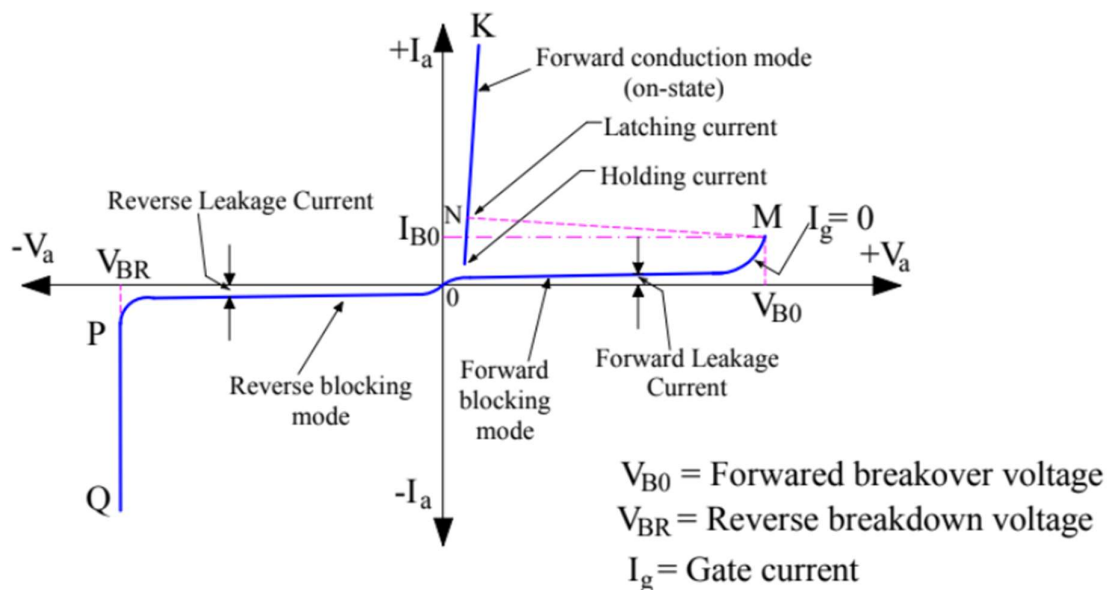 K
+Ia
Forward conduction mode
(on-state)
Latching current
Holding current
Reverse Leakage Current
N
IB0
M
Ig= 0
-Va
VBR
+Va
0
VB0
P
Reverse blocking
mode
Forward
blocking
mode
Forward Leakage
Current
Q
-Ia
VB0 = Forwared breakover voltage
VBR = Reverse breakdown voltage
Ig = Gate current